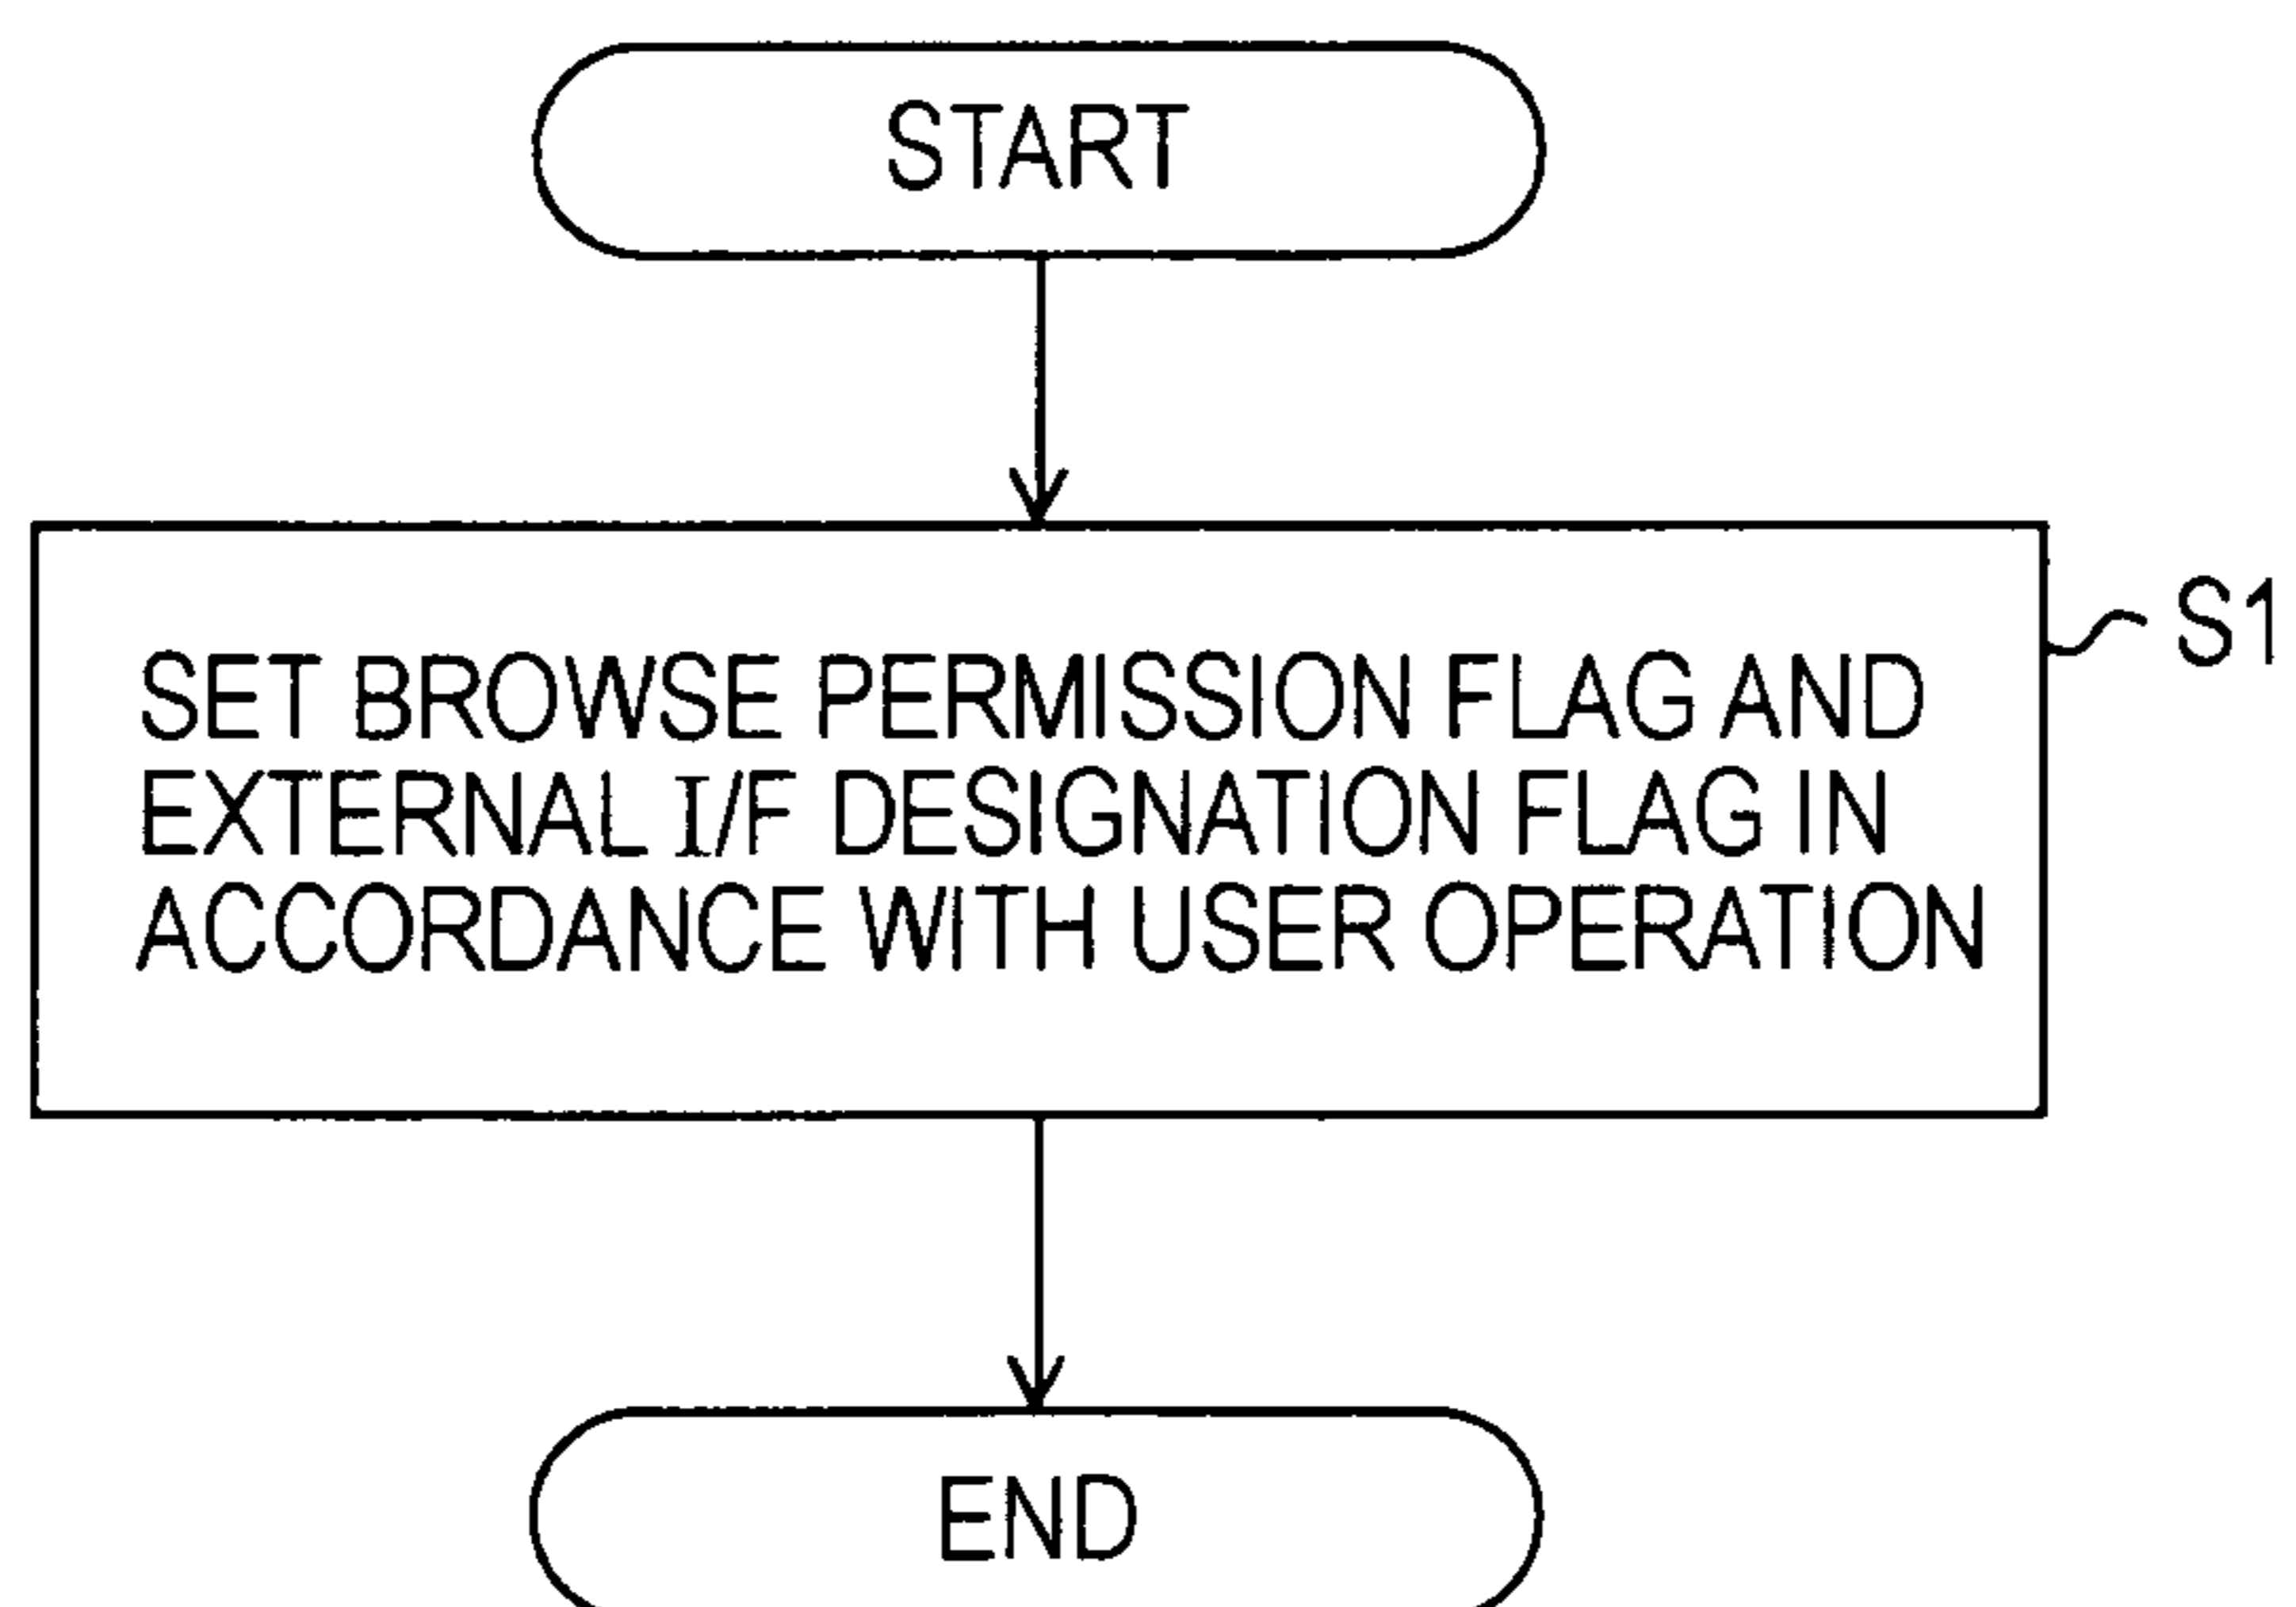 START
S1
SET BROWSE PERMISSION FLAG AND
EXTERNAL I/F DESIGNATION FLAG IN
ACCORDANCE WITH USER OPERATION
END